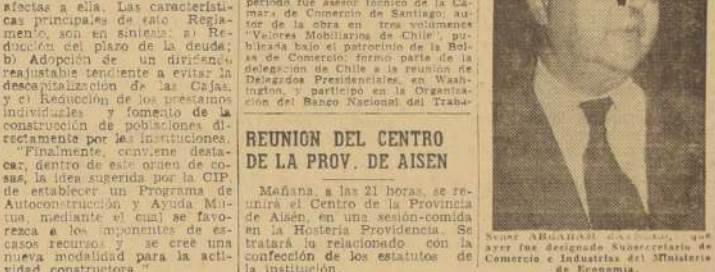 afectas a ella. Las característi-
cas principales de esto Regla-
mento, son en síntesis: a) Re-
ducción del plazo de la deuda;
b) Adopción de un dividendo
reajustable tendiente a evitar la
descapitalización de las Cajas,
y c) Reducción de los préstamos
individuales y fomento de la
construcción de poblaciones di-
rectamente por las instituciones.
"Finalmente, conviene desta-
car, dentro de este orden de co-
sas, la idea sugerida por la CIP,
de establecer un Programa de
Autoconstrucción y Ayuda Mu-
tua, mediante el cual se favo-
rezca a los imponentes de es-
casos recursos y se cree una
nueva modalidad para la acti-
vidad constructora."
período fue asesor técnico de la Cá-
mara de Comercio de Santiago; au-
tor de la obra en tres volúmenes
"Valores Mobiliarios de Chile", pu-
blicada bajo el patrocinio de la Bol-
sa de Comercio; formó parte de la
delegación de Chile a la reunión de
Delegados Presidenciales, en Wash-
ington, y participó en la Organiza-
ción del Banco Nacional del Traba-
REUNION DEL CENTRO
DE LA PROV. DE AISEN
Mañana, a las 21 horas, se re-
unirá el Centro de la Provincia
de Aisén, en una sesión-comida
en la Hostería Providencia. Se
tratará lo relacionado con la
confección de los estatutos de
la institución.
Señor que
ayer fue designado Subsecretario de
Comercio e Industrias del Ministerio
de Economía.